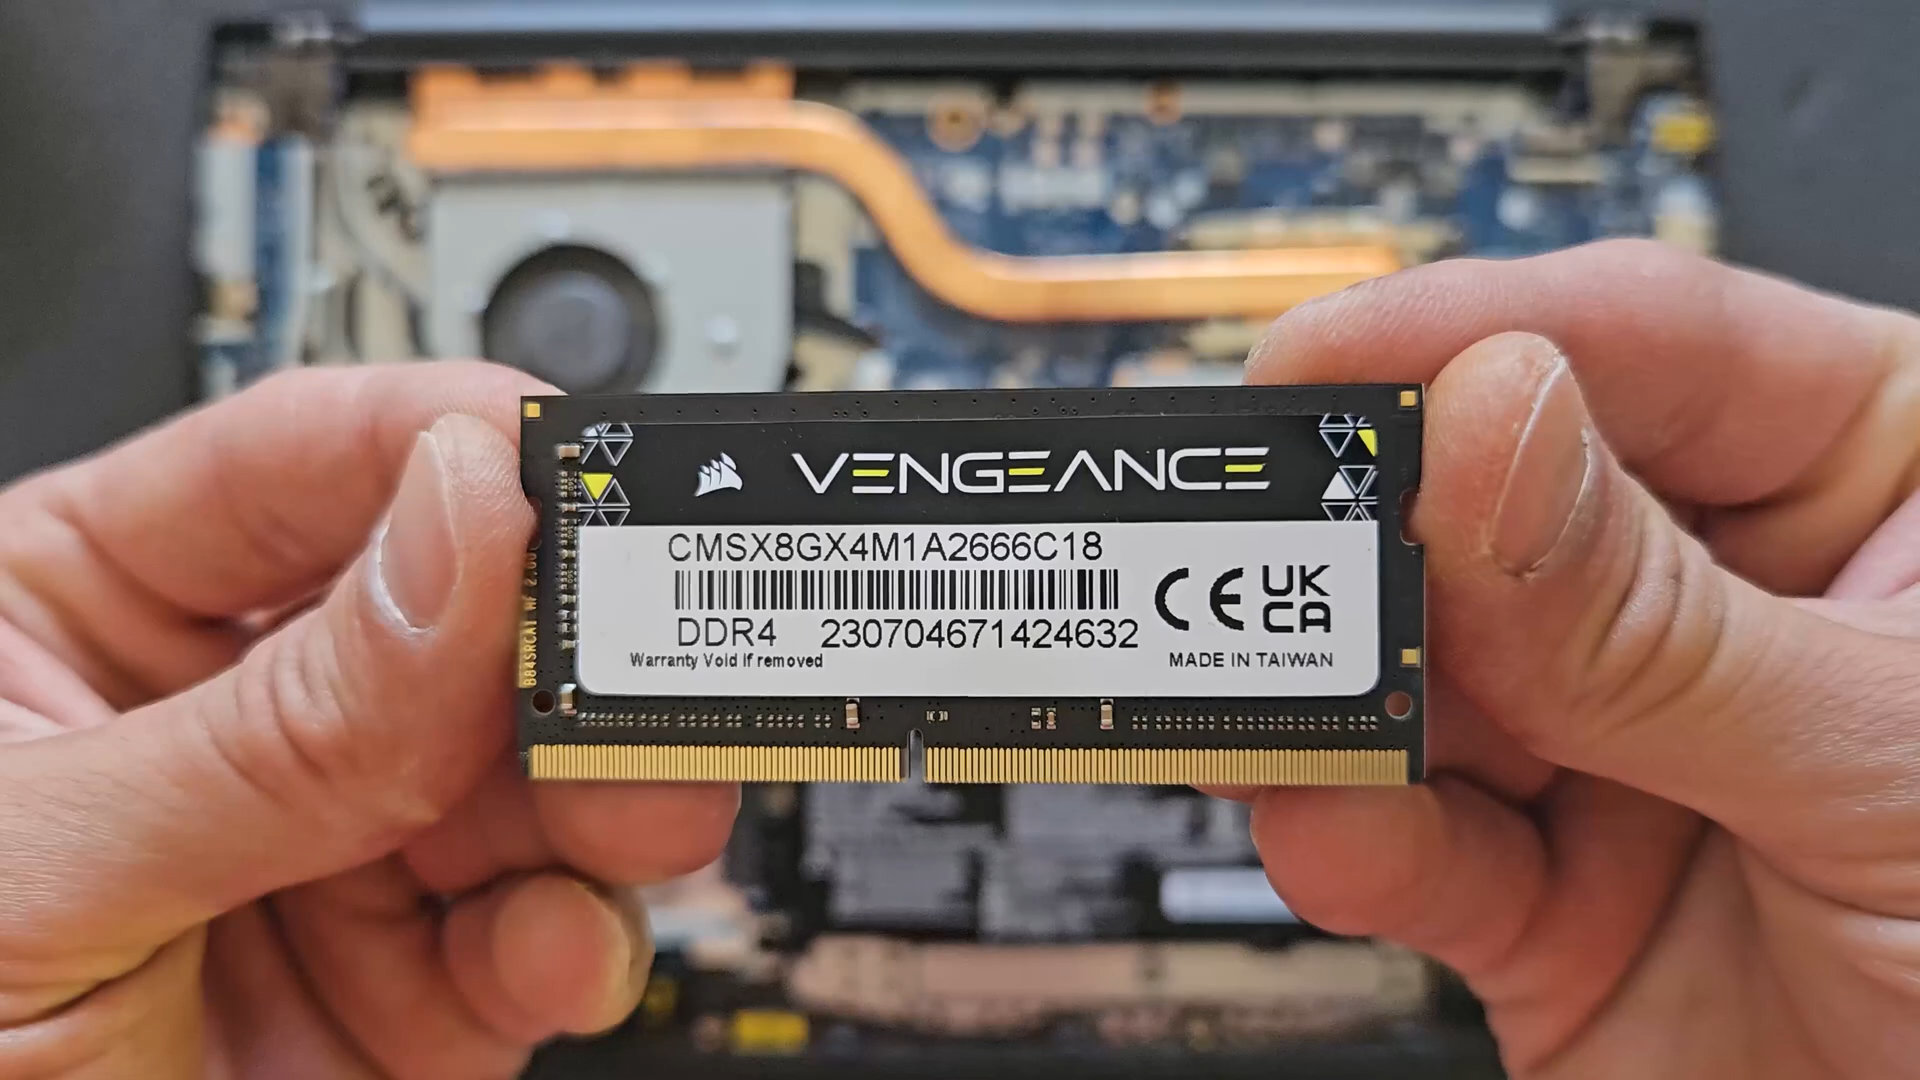 VENGEANCE
CMSX8GX4M1A2666C18
DDR4 230704671424632
Warranty Void if removed
CE UK CA
MADE IN TAIWAN